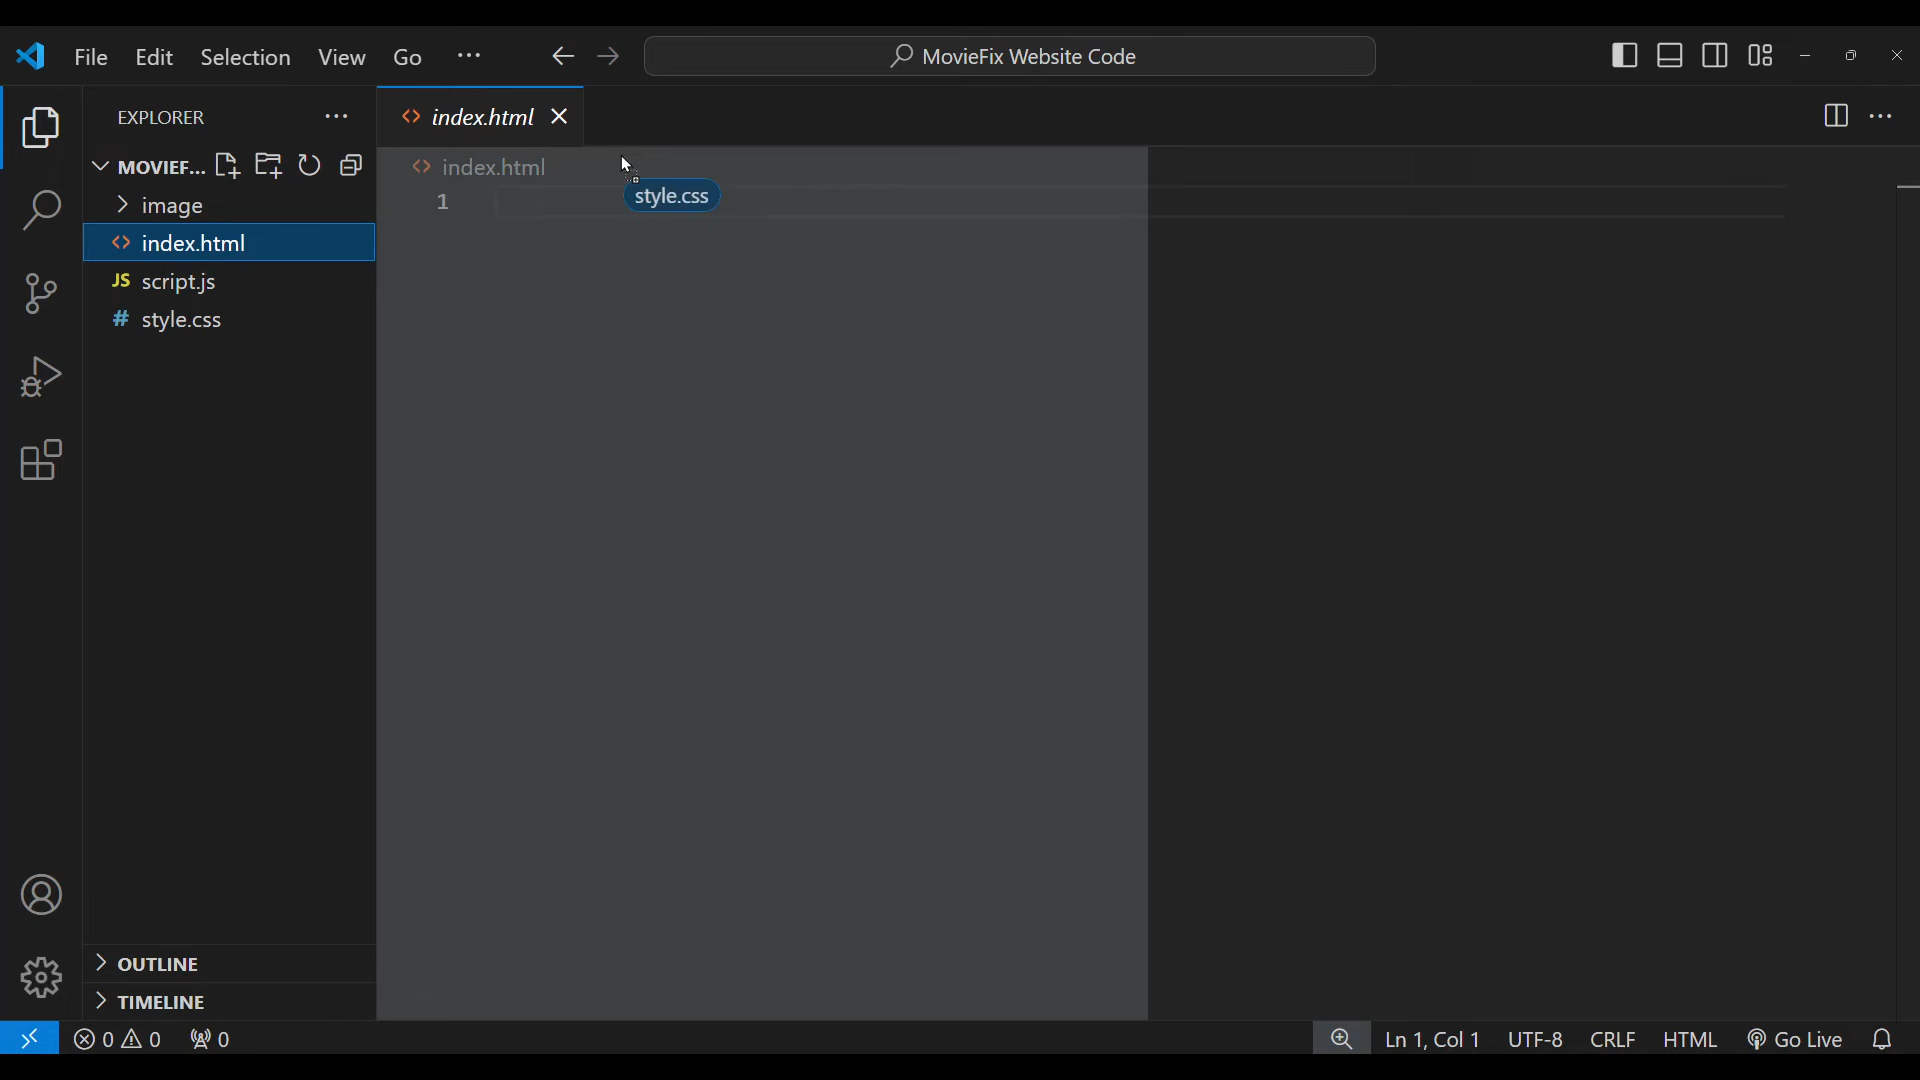 File Edit Selection View Go ··· MovieFix Website Code
EXPLORER ···
index.html
MOVIEF...
index.html
image
1
style.css
index.html
JS script.js
# style.css
OUTLINE
TIMELINE
0 0 0 Ln 1, Col 1 UTF-8 CRLF HTML Go Live